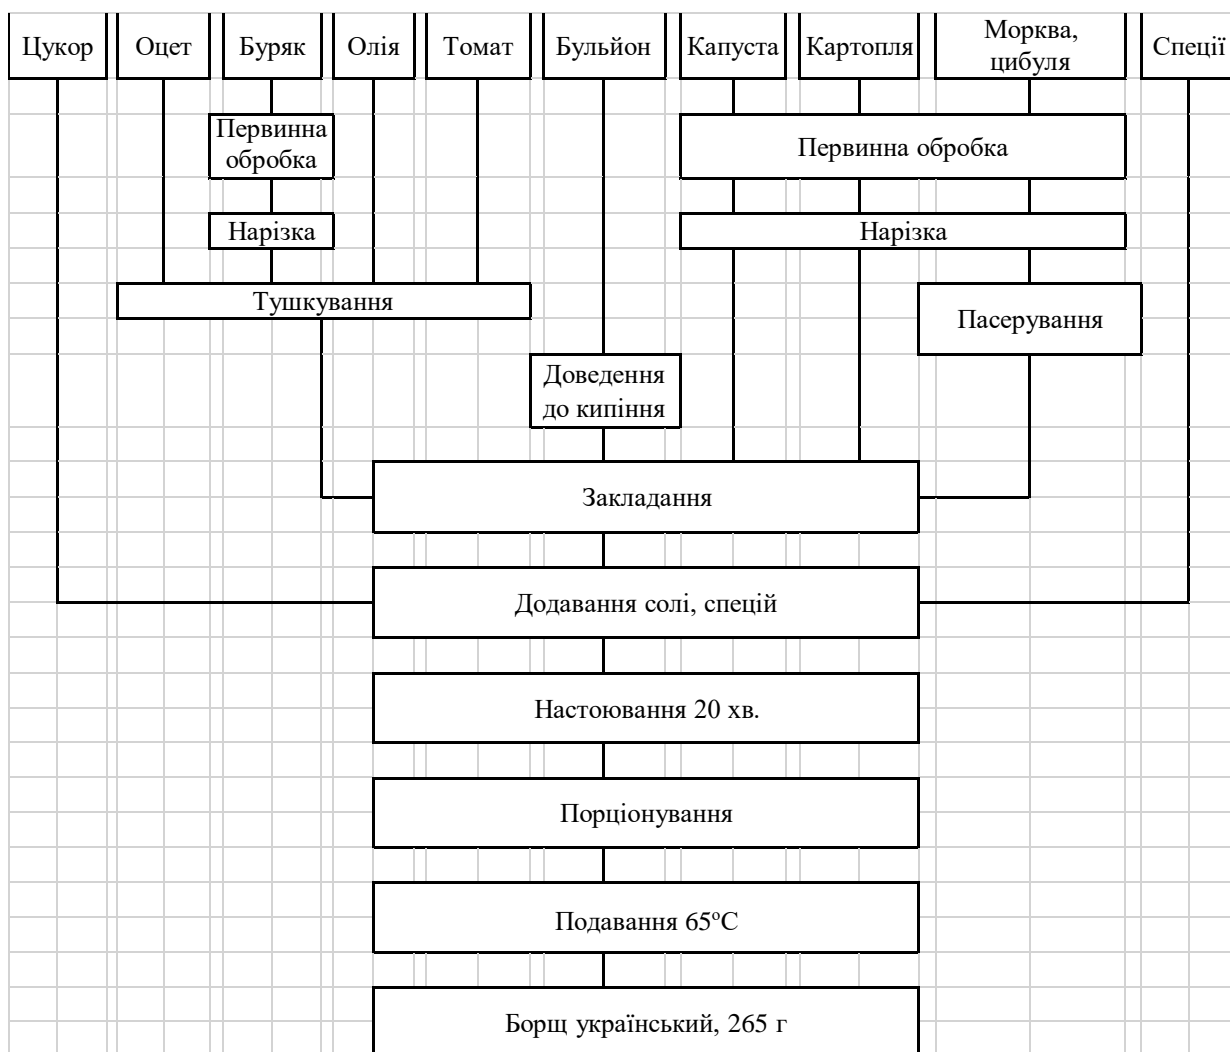 Цукор
Оцет
Буряк
Олія
Томат
Бульйон
Капуста
Картопля
Морква,
цибуля
Спеції
Первинна
обробка
Первинна обробка
Нарізка
Нарізка
Тушкування
Пасерування
Доведення
до кипіння
Закладання
Додавання солі, спецій
Настоювання 20 хв.
Порціонування
Подавання 65ºС
Борщ український, 265 г